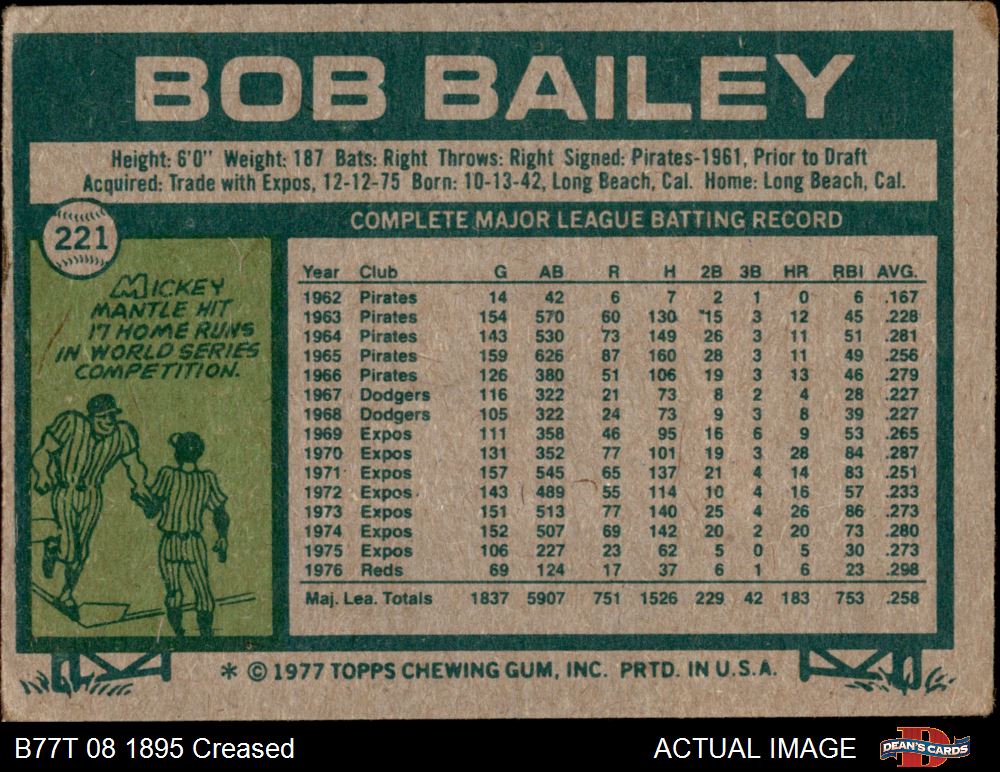 BOB BAILEY
Height: 6'0" Weight: 187 Bats: Right Throws: Right Signed: Pirates-1961, Prior to Draft
Acquired: Trade with Expos, 12-12-75 Born: 10-13-42, Long Beach, Cal. Home: Long Beach, Cal.
221
COMPLETE MAJOR LEAGUE BATTING RECORD
MICKEY
MANTLE HIT
17 HOME RUNS
IN WORLD SERIES
COMPETITION.
Year Club G AB R H 2B 3B HR RBI AVG.
1962 Pirates 14 42 6 7 2 1 0 6 .167
1963 Pirates 154 570 60 130 15 3 12 45 .228
1964 Pirates 143 530 73 149 26 3 11 51 .281
1965 Pirates 159 626 87 160 28 3 11 49 .256
1966 Pirates 126 380 51 106 19 3 13 46 .279
1967 Dodgers 116 322 21 73 8 2 4 28 .227
1968 Dodgers 105 322 24 73 9 3 8 39 .227
1969 Expos 111 358 46 95 16 6 9 53 .265
1970 Expos 131 352 77 101 19 3 28 84 .287
1971 Expos 157 545 65 137 21 4 14 83 .251
1972 Expos 143 489 55 114 10 4 16 57 .233
1973 Expos 151 513 77 140 25 4 26 86 .273
1974 Expos 152 507 69 142 20 2 20 73 .280
1975 Expos 106 227 23 62 5 0 5 30 .273
1976 Reds 69 124 17 37 6 1 6 23 .298
Maj. Lea. Totals 1837 5907 751 1526 229 42 183 753 .258
* © 1977 TOPPS CHEWING GUM, INC. PRTD. IN U.S.A.
B77T 08 1895 Creased
ACTUAL IMAGE
DEAN'S CARDS